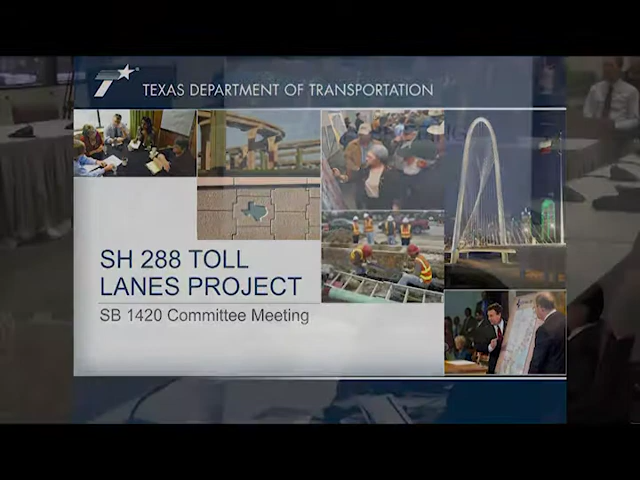 TEXAS DEPARTMENT OF TRANSPORTATION
SH 288 TOLL
LANES PROJECT
SB 1420 Committee Meeting